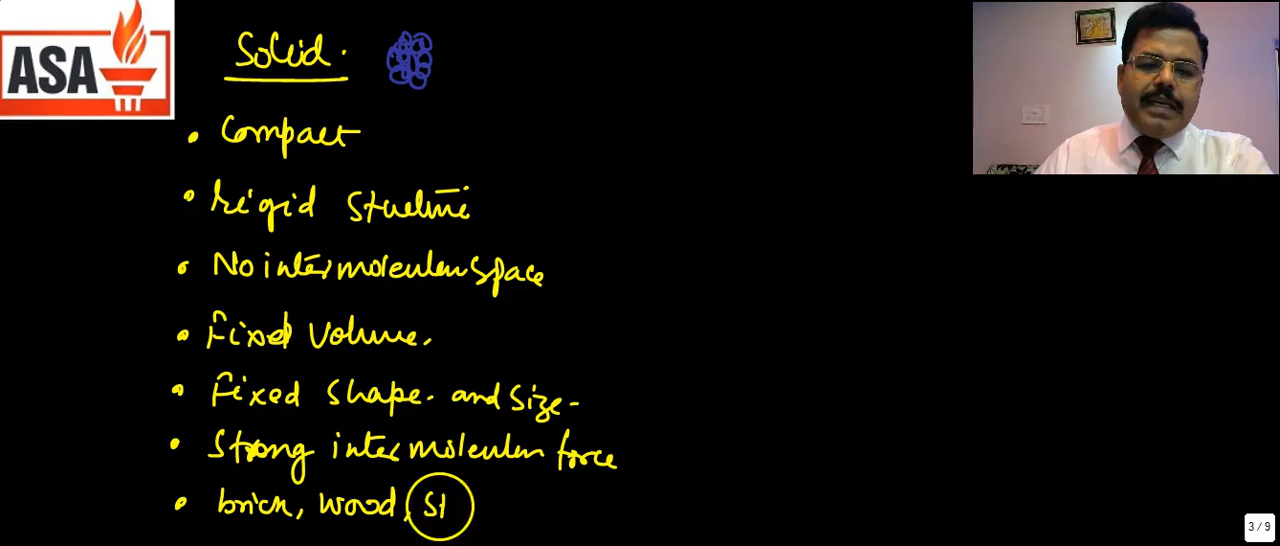 ASA
Solid.
• Compact
• Rigid structure
• No intermolecular space
• Fixed volume.
• Fixed shape. and size-
• Strong intermolecular force
• brick, wood, st
3 / 9